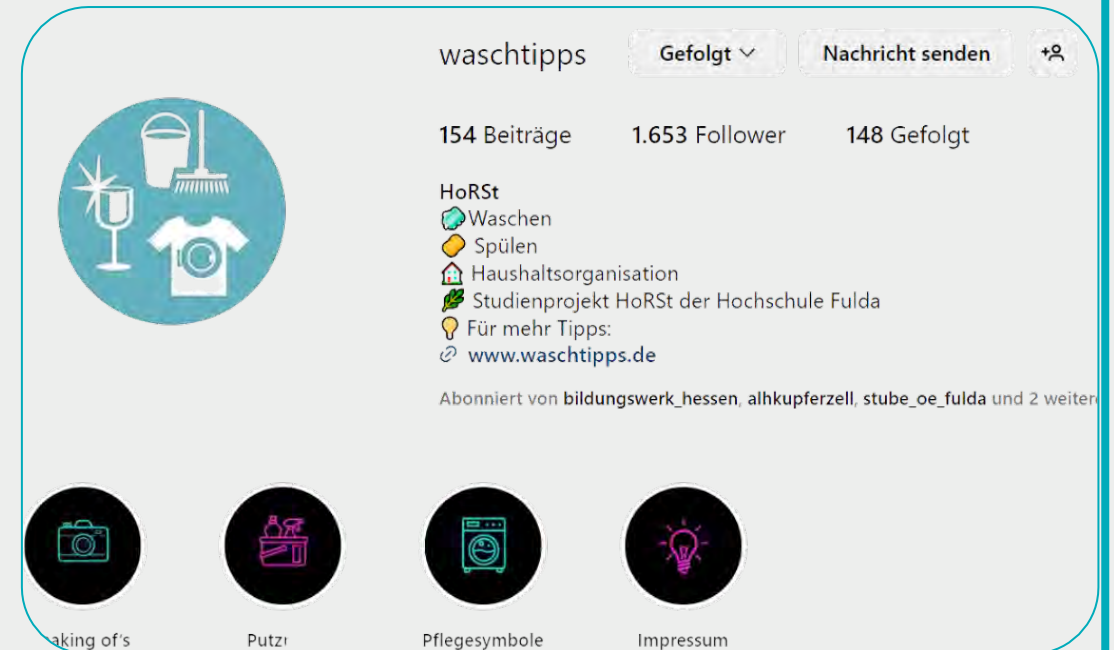 waschtipps Gefolgt Nachricht senden
154 Beiträge 1.653 Follower 148 Gefolgt
HoRSt
Waschen
Spülen
Haushaltsorganisation
Studienprojekt HoRSt der Hochschule Fulda
Für mehr Tipps:
www.waschtipps.de
Abonniert von bildungswerk_hessen, alhkupferzell, stube_oe_fulda und 2 weitere
of's Pflegesymbole Impressum